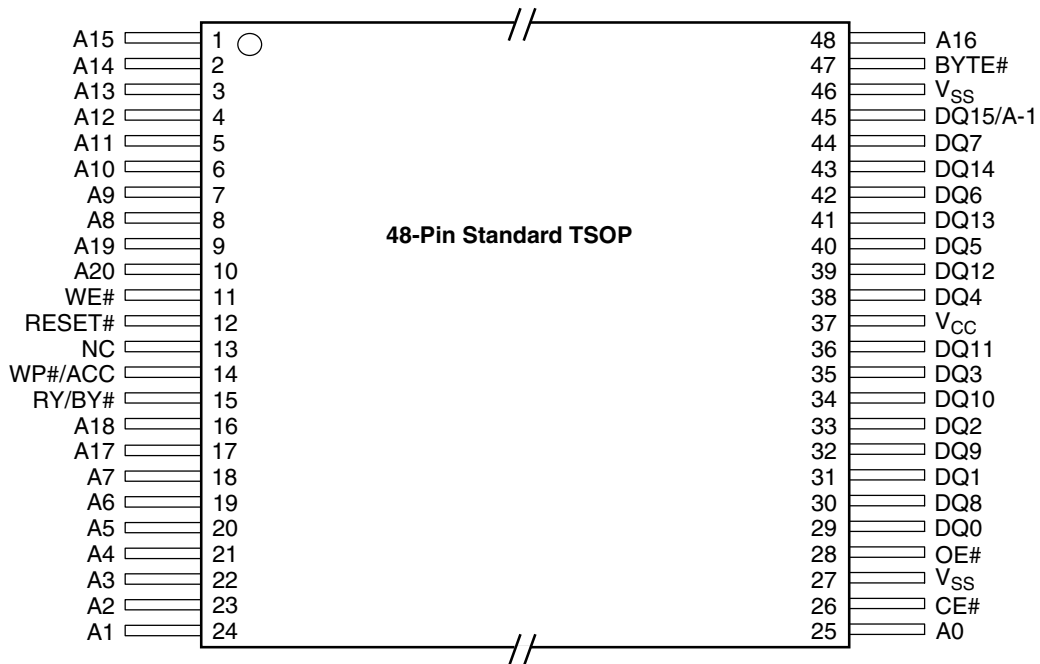 A15 1 48 A16
A14 2 47 BYTE#
A13 3 46 VSS
A12 4 45 DQ15/A-1
A11 5 44 DQ7
A10 6 43 DQ14
A9 7 42 DQ6
A8 8 41 DQ13
48-Pin Standard TSOP
A19 9 40 DQ5
A20 10 39 DQ12
WE# 11 38 DQ4
RESET# 12 37 VCC
NC 13 36 DQ11
WP#/ACC 14 35 DQ3
RY/BY# 15 34 DQ10
A18 16 33 DQ2
A17 17 32 DQ9
A7 18 31 DQ1
A6 19 30 DQ8
A5 20 29 DQ0
A4 21 28 OE#
A3 22 27 VSS
A2 23 26 CE#
A1 24 25 A0